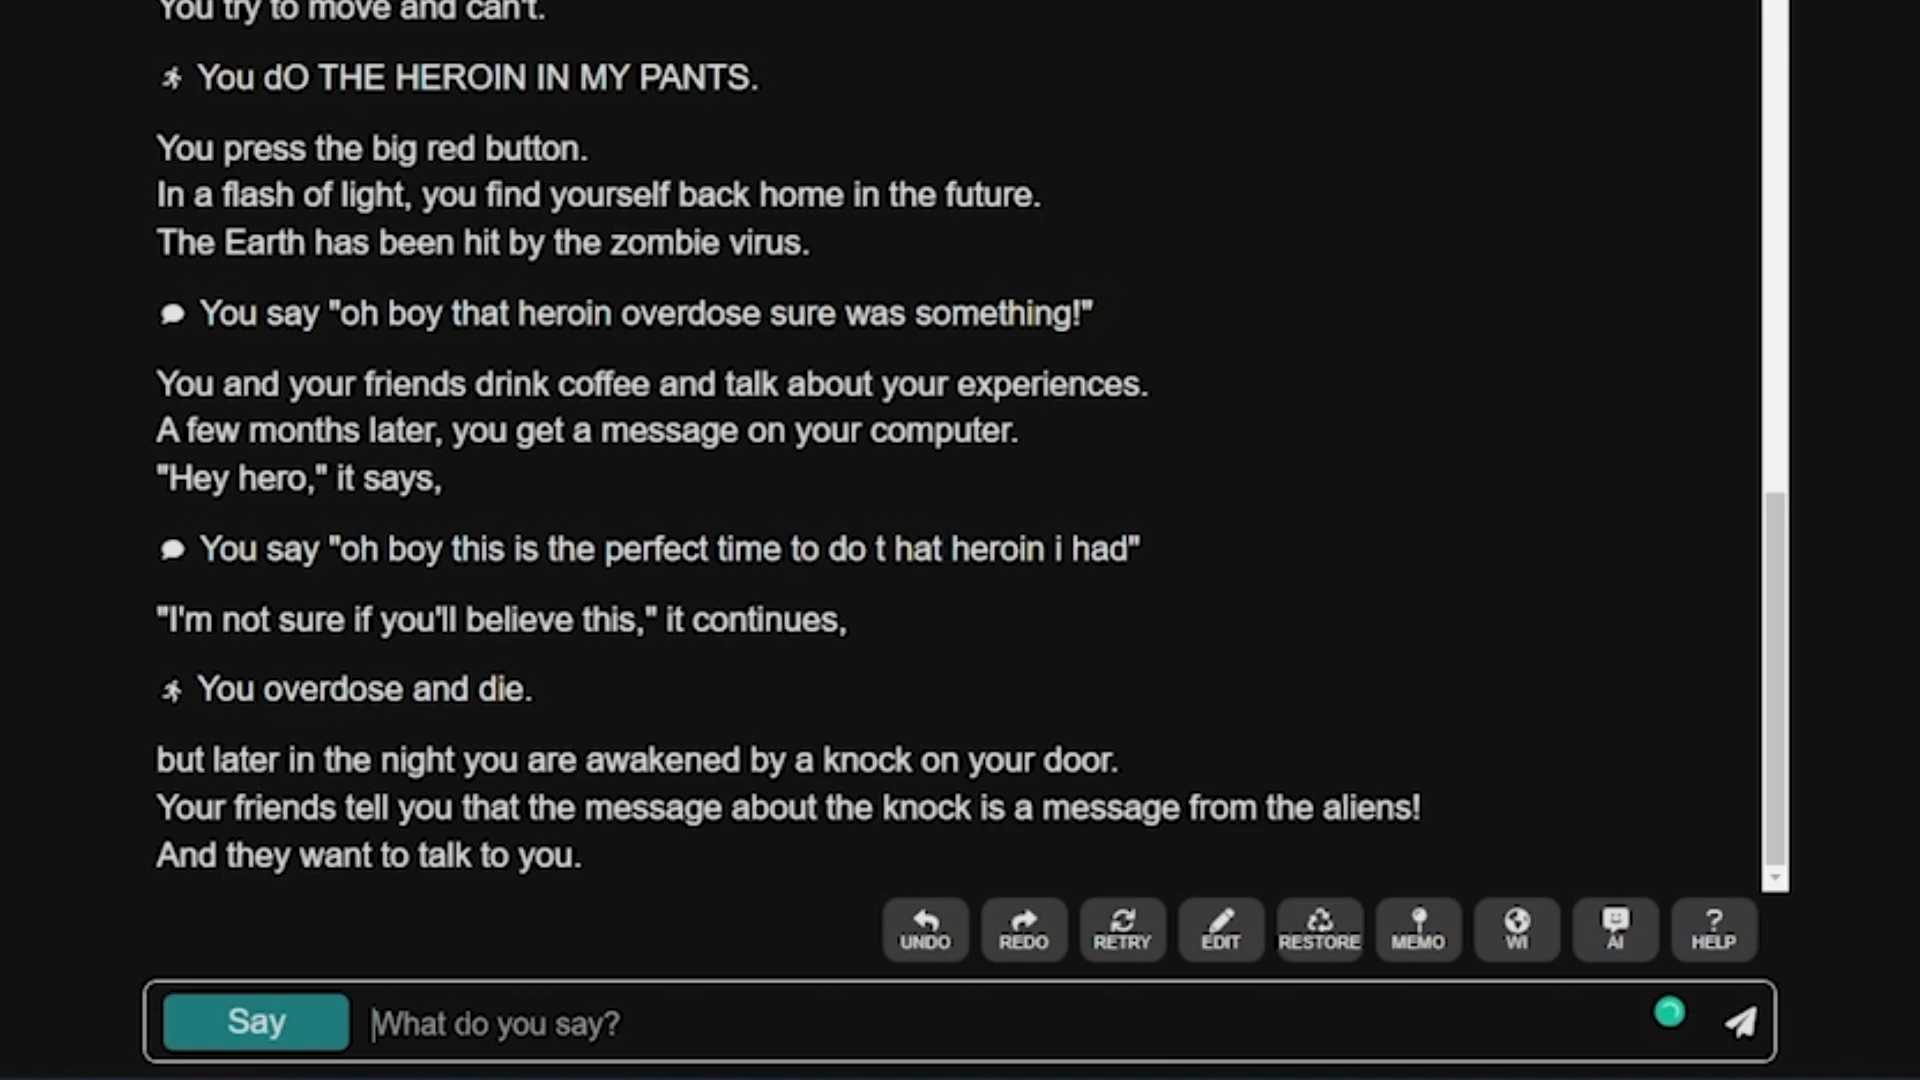 You try to move and can't.
You dO THE HEROIN IN MY PANTS.
You press the big red button.
In a flash of light, you find yourself back home in the future.
The Earth has been hit by the zombie virus.
You say "oh boy that heroin overdose sure was something!"
You and your friends drink coffee and talk about your experiences.
A few months later, you get a message on your computer.
"Hey hero," it says,
You say "oh boy this is the perfect time to do t hat heroin i had"
"I'm not sure if you'll believe this," it continues,
You overdose and die.
but later in the night you are awakened by a knock on your door.
Your friends tell you that the message about the knock is a message from the aliens!
And they want to talk to you.
UNDO REDO RETRY EDIT RESTORE MEMO WI AI ? HELP
Say What do you say?